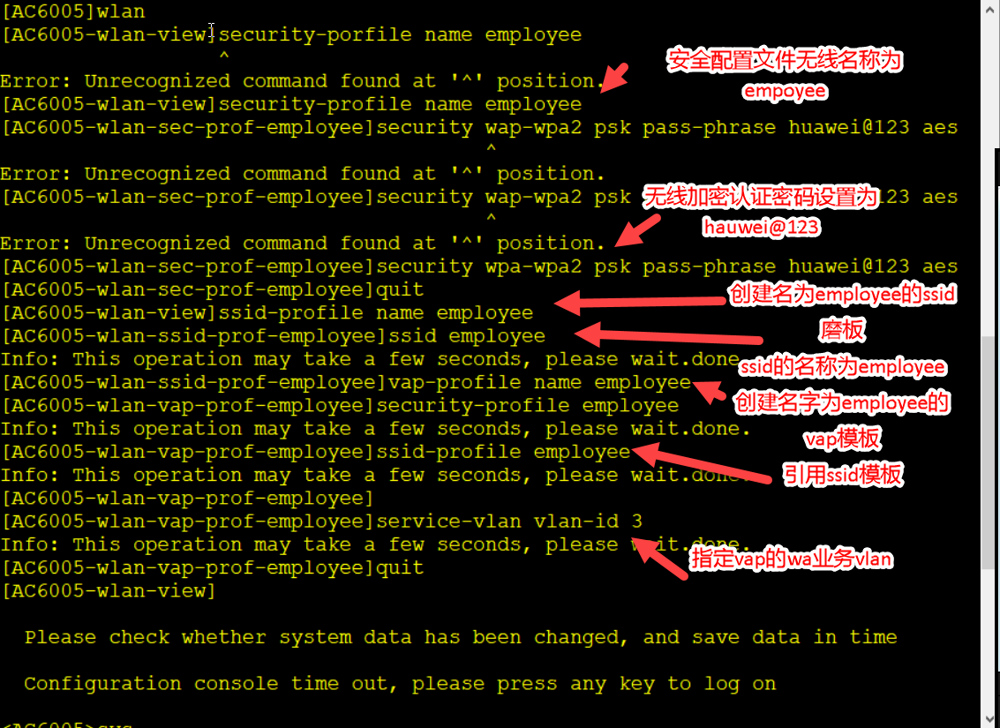 [AC6005]wlan
[AC6005-wlan-view]security-porfile name employee
^
Error: Unrecognized command found at '^' position.
安全配置文件无线名称为
empoyee
[AC6005-wlan-view]security-profile name employee
[AC6005-wlan-sec-prof-employee]security wap-wpa2 psk pass-phrase huawei@123 aes
^
Error: Unrecognized command found at '^' position.
[AC6005-wlan-sec-prof-employee]security wap-wpa2 psk 23 aes
无线加密认证密码设置为
hauwei@123
^
Error: Unrecognized command found at '^' position.
[AC6005-wlan-sec-prof-employee]security wpa-wpa2 psk pass-phrase huawei@123 aes
[AC6005-wlan-sec-prof-employee]quit
创建名为employee的ssid
磨板
[AC6005-wlan-view]ssid-profile name employee
[AC6005-wlan-ssid-prof-employee]ssid employee
ssid的名称为employee
Info: This operation may take a few seconds, please wait.done.
[AC6005-wlan-ssid-prof-employee]vap-profile name employee
创建名字为employee的
vap模板
[AC6005-wlan-vap-prof-employee]security-profile employee
Info: This operation may take a few seconds, please wait.done.
[AC6005-wlan-vap-prof-employee]ssid-profile employee
引用ssid模板
Info: This operation may take a few seconds, please wait.done.
[AC6005-wlan-vap-prof-employee]
[AC6005-wlan-vap-prof-employee]service-vlan vlan-id 3
Info: This operation may take a few seconds, please wait.done.
指定vap的wa业务vlan
[AC6005-wlan-vap-prof-employee]quit
[AC6005-wlan-view]
Please check whether system data has been changed, and save data in time
Configuration console time out, please press any key to log on
<AC6005>sys